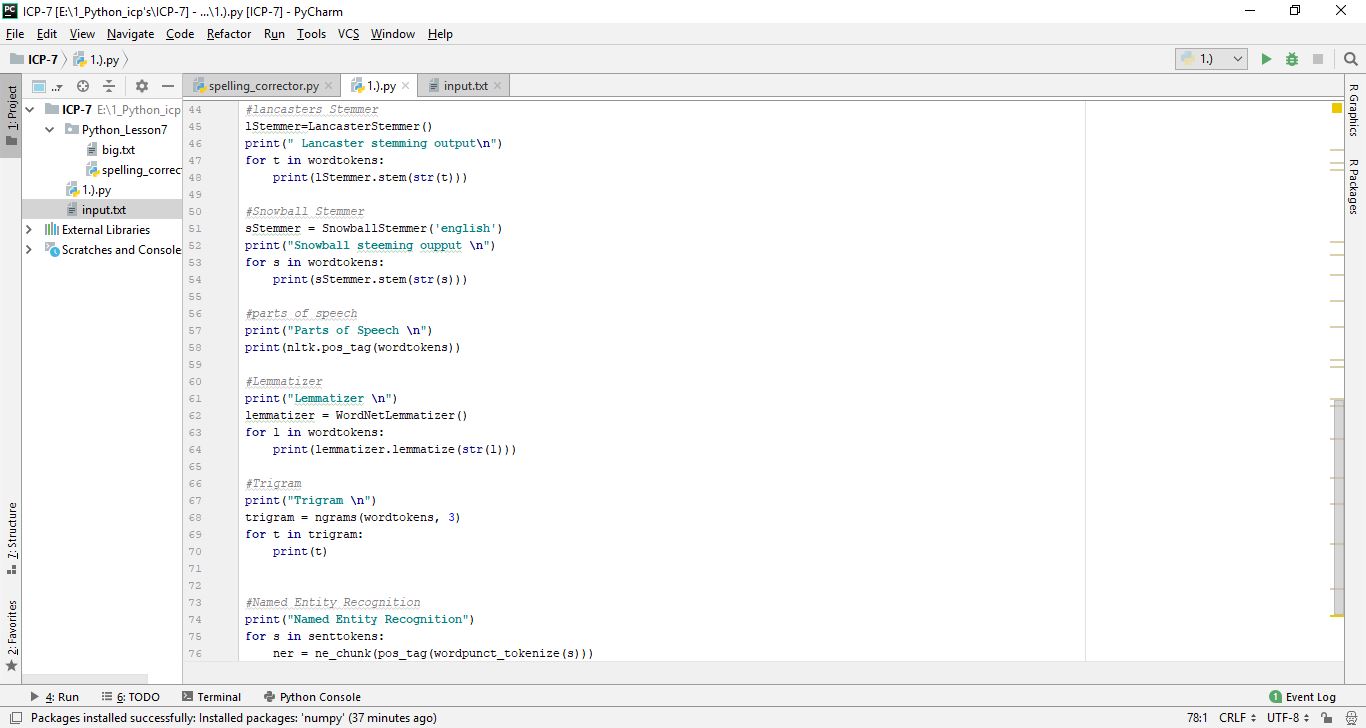 PC ICP-7 [E:\1_Python_icp's\ICP-7] - ...\1.).py [ICP-7] - PyCharm
File Edit View Navigate Code Refactor Run Tools VCS Window Help
ICP-7 1.).py 1.)
1: Project
.. spelling_corrector.py 1.).py input.txt
ICP-7 E:\1_Python_icp
Python_Lesson7
big.txt
spelling_correc
1.).py
input.txt
External Libraries
Scratches and Console
7: Structure
2: Favorites
44 #lancasters Stemmer
45 lStemmer=LancasterStemmer()
46 print(" Lancaster stemming output\n")
47 for t in wordtokens:
48     print(lStemmer.stem(str(t)))
49
50 #Snowball Stemmer
51 sStemmer = SnowballStemmer('english')
52 print("Snowball steeming oupput \n")
53 for s in wordtokens:
54     print(sStemmer.stem(str(s)))
55
56 #parts of speech
57 print("Parts of Speech \n")
58 print(nltk.pos_tag(wordtokens))
59
60 #Lemmatizer
61 print("Lemmatizer \n")
62 lemmatizer = WordNetLemmatizer()
63 for l in wordtokens:
64     print(lemmatizer.lemmatize(str(l)))
65
66 #Trigram
67 print("Trigram \n")
68 trigram = ngrams(wordtokens, 3)
69 for t in trigram:
70     print(t)
71
72
73 #Named Entity Recognition
74 print("Named Entity Recognition")
75 for s in senttokens:
76     ner = ne_chunk(pos_tag(wordpunct_tokenize(s)))
R Graphics
R Packages
4: Run 6: TODO Terminal Python Console 1 Event Log
Packages installed successfully: Installed packages: 'numpy' (37 minutes ago) 78:1 CRLF UTF-8